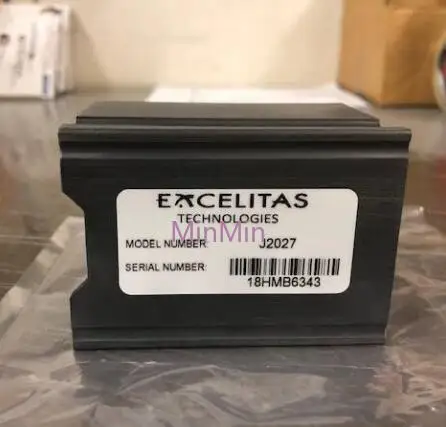 EXCELITAS
TECHNOLOGIES
MinMin
MODEL NUMBER: J2027
SERIAL NUMBER:
18HMB6343